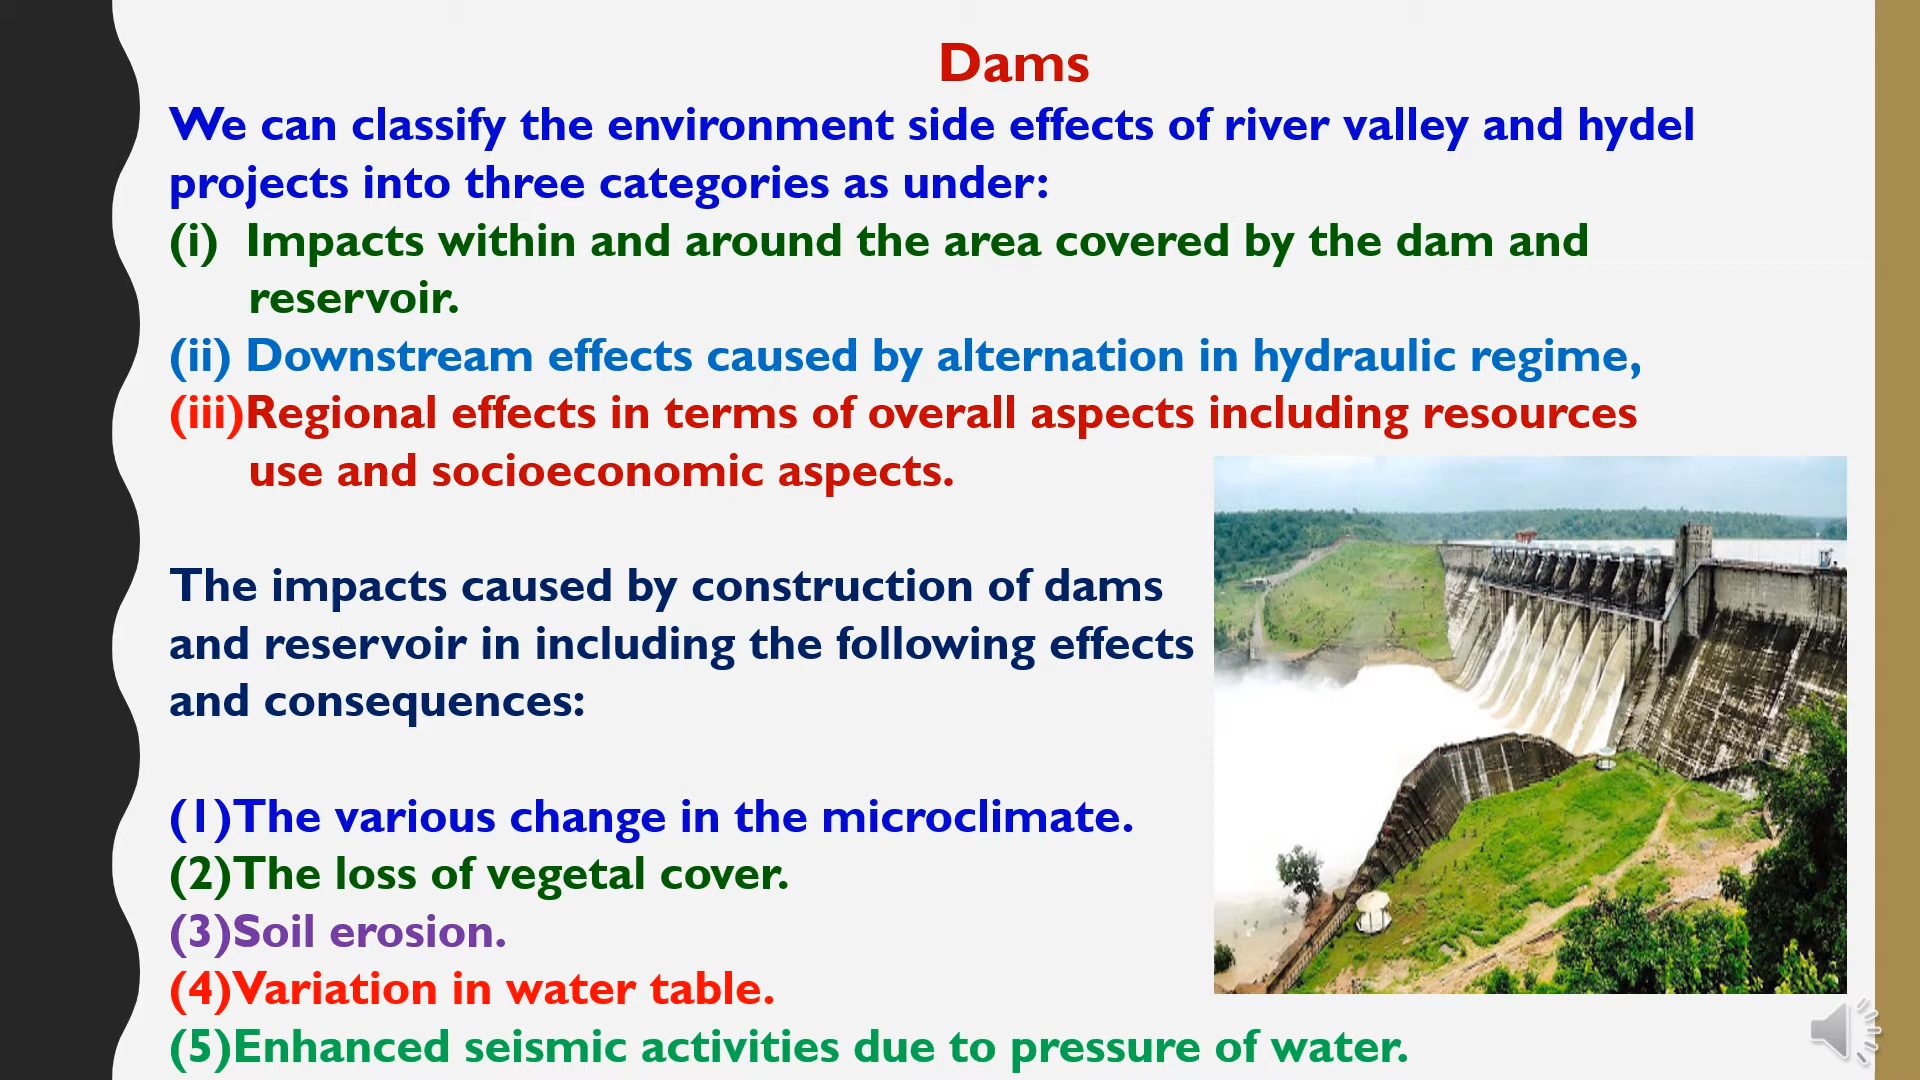 Dams
We can classify the environment side effects of river valley and hydel
projects into three categories as under:
(i) Impacts within and around the area covered by the dam and
reservoir.
(ii) Downstream effects caused by alternation in hydraulic regime,
(iii)Regional effects in terms of overall aspects including resources
use and socioeconomic aspects.
The impacts caused by construction of dams
and reservoir in including the following effects
and consequences:
(1)The various change in the microclimate.
(2)The loss of vegetal cover.
(3)Soil erosion.
(4)Variation in water table.
(5)Enhanced seismic activities due to pressure of water.